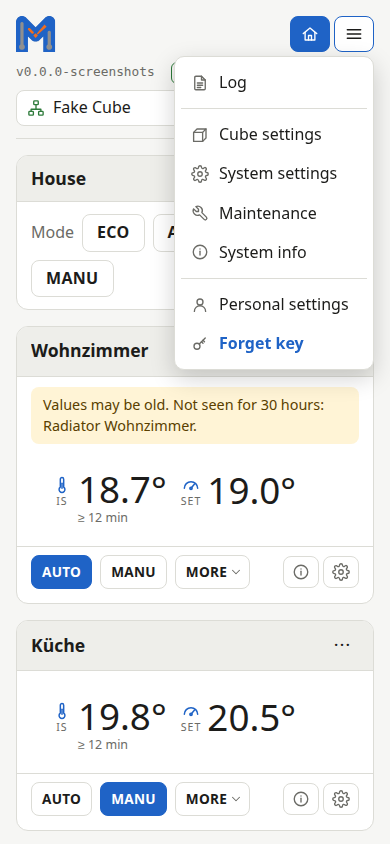 v0.0.0-screenshots
Fake Cube
Log
Cube settings
System settings
Maintenance
System info
Personal settings
Forget key
House
Mode
ECO
MANU
Wohnzimmer
Values may be old. Not seen for 30 hours:
Radiator Wohnzimmer.
IS 18.7° SET 19.0°
≥ 12 min
AUTO MANU MORE
Küche
IS 19.8° SET 20.5°
≥ 12 min
AUTO MANU MORE